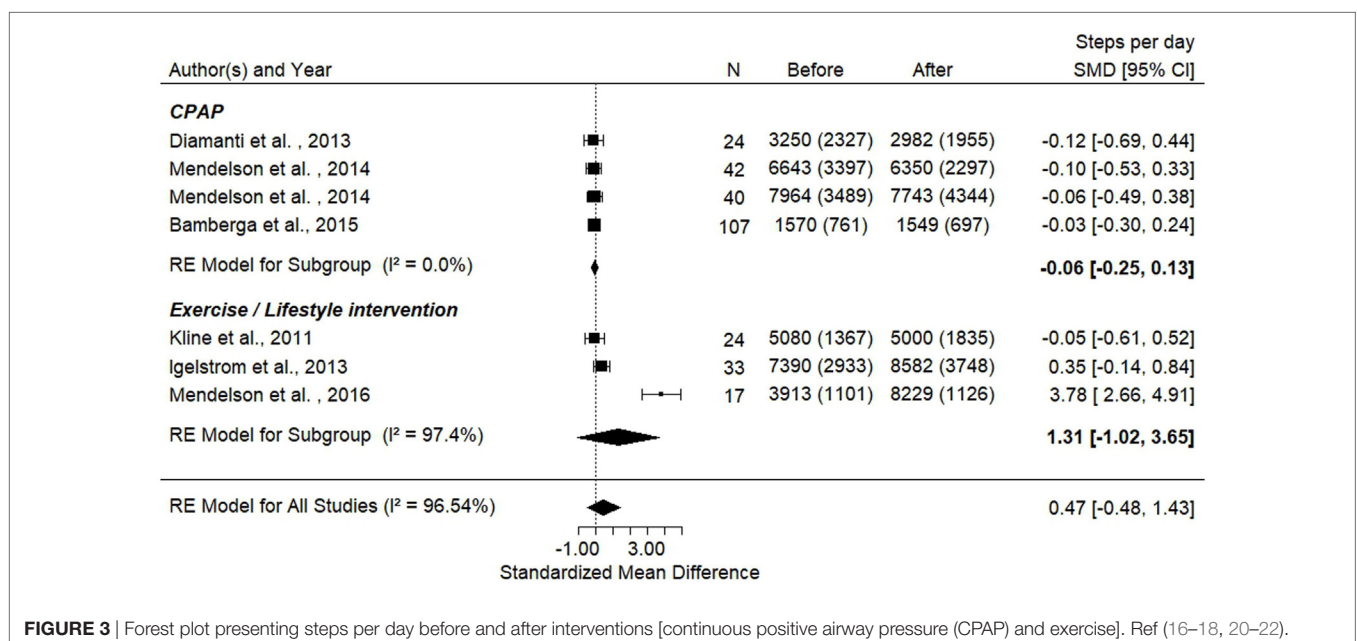 Steps per day
Author(s) and Year N Before After SMD [95% CI]
CPAP
Diamanti et al. , 2013 24 3250 (2327) 2982 (1955) -0.12 [-0.69, 0.44]
Mendelson et al. , 2014 42 6643 (3397) 6350 (2297) -0.10 [-0.53, 0.33]
Mendelson et al. , 2014 40 7964 (3489) 7743 (4344) -0.06 [-0.49, 0.38]
Bamberga et al., 2015 107 1570 (761) 1549 (697) -0.03 [-0.30, 0.24]
RE Model for Subgroup (I² = 0.0%) -0.06 [-0.25, 0.13]
Exercise / Lifestyle intervention
Kline et al., 2011 24 5080 (1367) 5000 (1835) -0.05 [-0.61, 0.52]
Igelstrom et al., 2013 33 7390 (2933) 8582 (3748) 0.35 [-0.14, 0.84]
Mendelson et al. , 2016 17 3913 (1101) 8229 (1126) 3.78 [ 2.66, 4.91]
RE Model for Subgroup (I² = 97.4%) 1.31 [-1.02, 3.65]
RE Model for All Studies (I² = 96.54%) 0.47 [-0.48, 1.43]
-1.00 3.00
Standardized Mean Difference
FIGURE 3 | Forest plot presenting steps per day before and after interventions [continuous positive airway pressure (CPAP) and exercise]. Ref (16–18, 20–22).